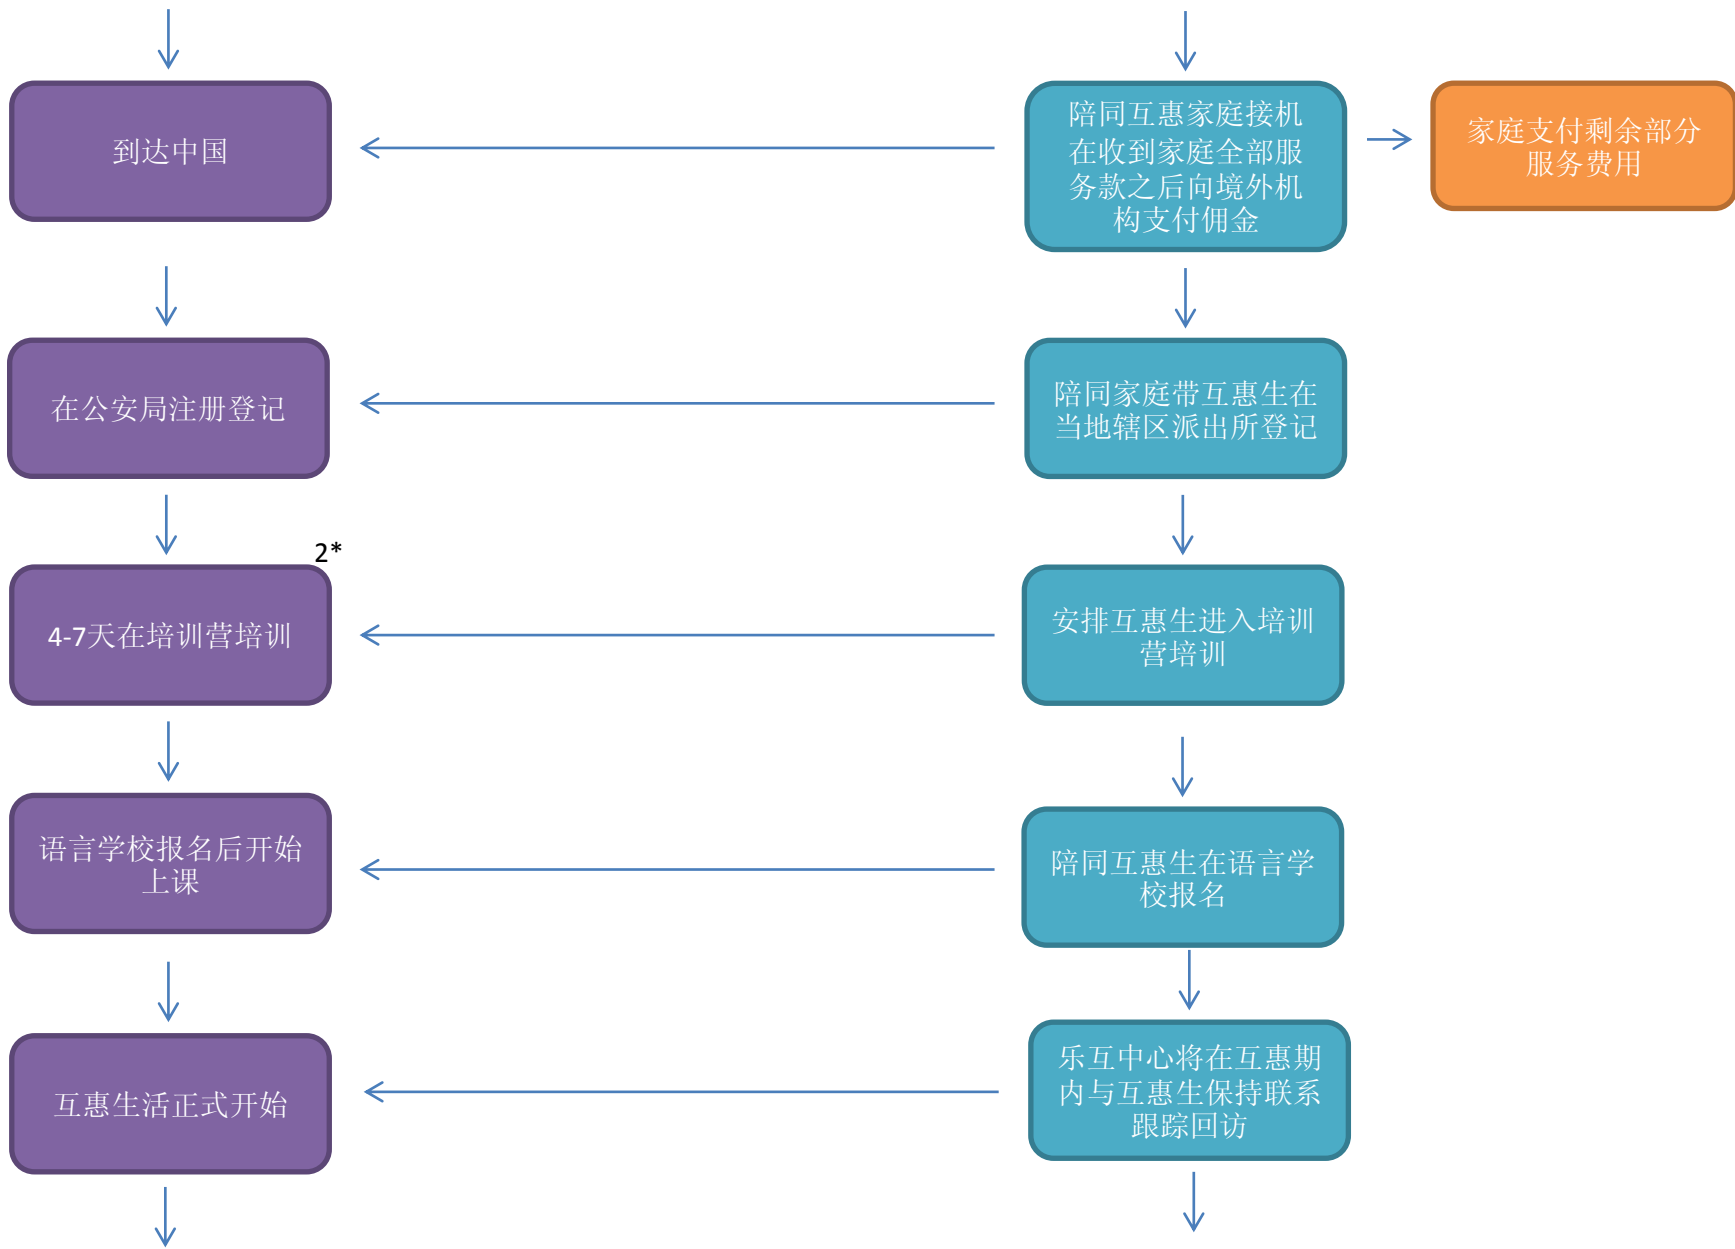 到达中国
陪同互惠家庭接机
在收到家庭全部服
务款之后向境外机
构支付佣金
家庭支付剩余部分
服务费用
在公安局注册登记
陪同家庭带互惠生在
当地辖区派出所登记
2*
4-7天在培训营培训
安排互惠生进入培训
营培训
语言学校报名后开始
上课
陪同互惠生在语言学
校报名
互惠生活正式开始
乐互中心将在互惠期
内与互惠生保持联系
跟踪回访